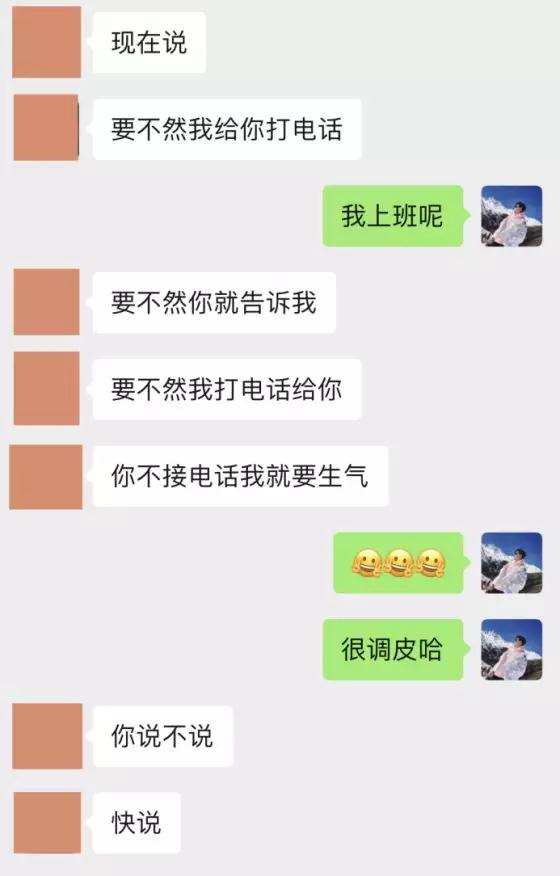 现在说
要不然我给你打电话
我上班呢
要不然你就告诉我
要不然我打电话给你
你不接电话我就要生气
很调皮哈
你说不说
快说